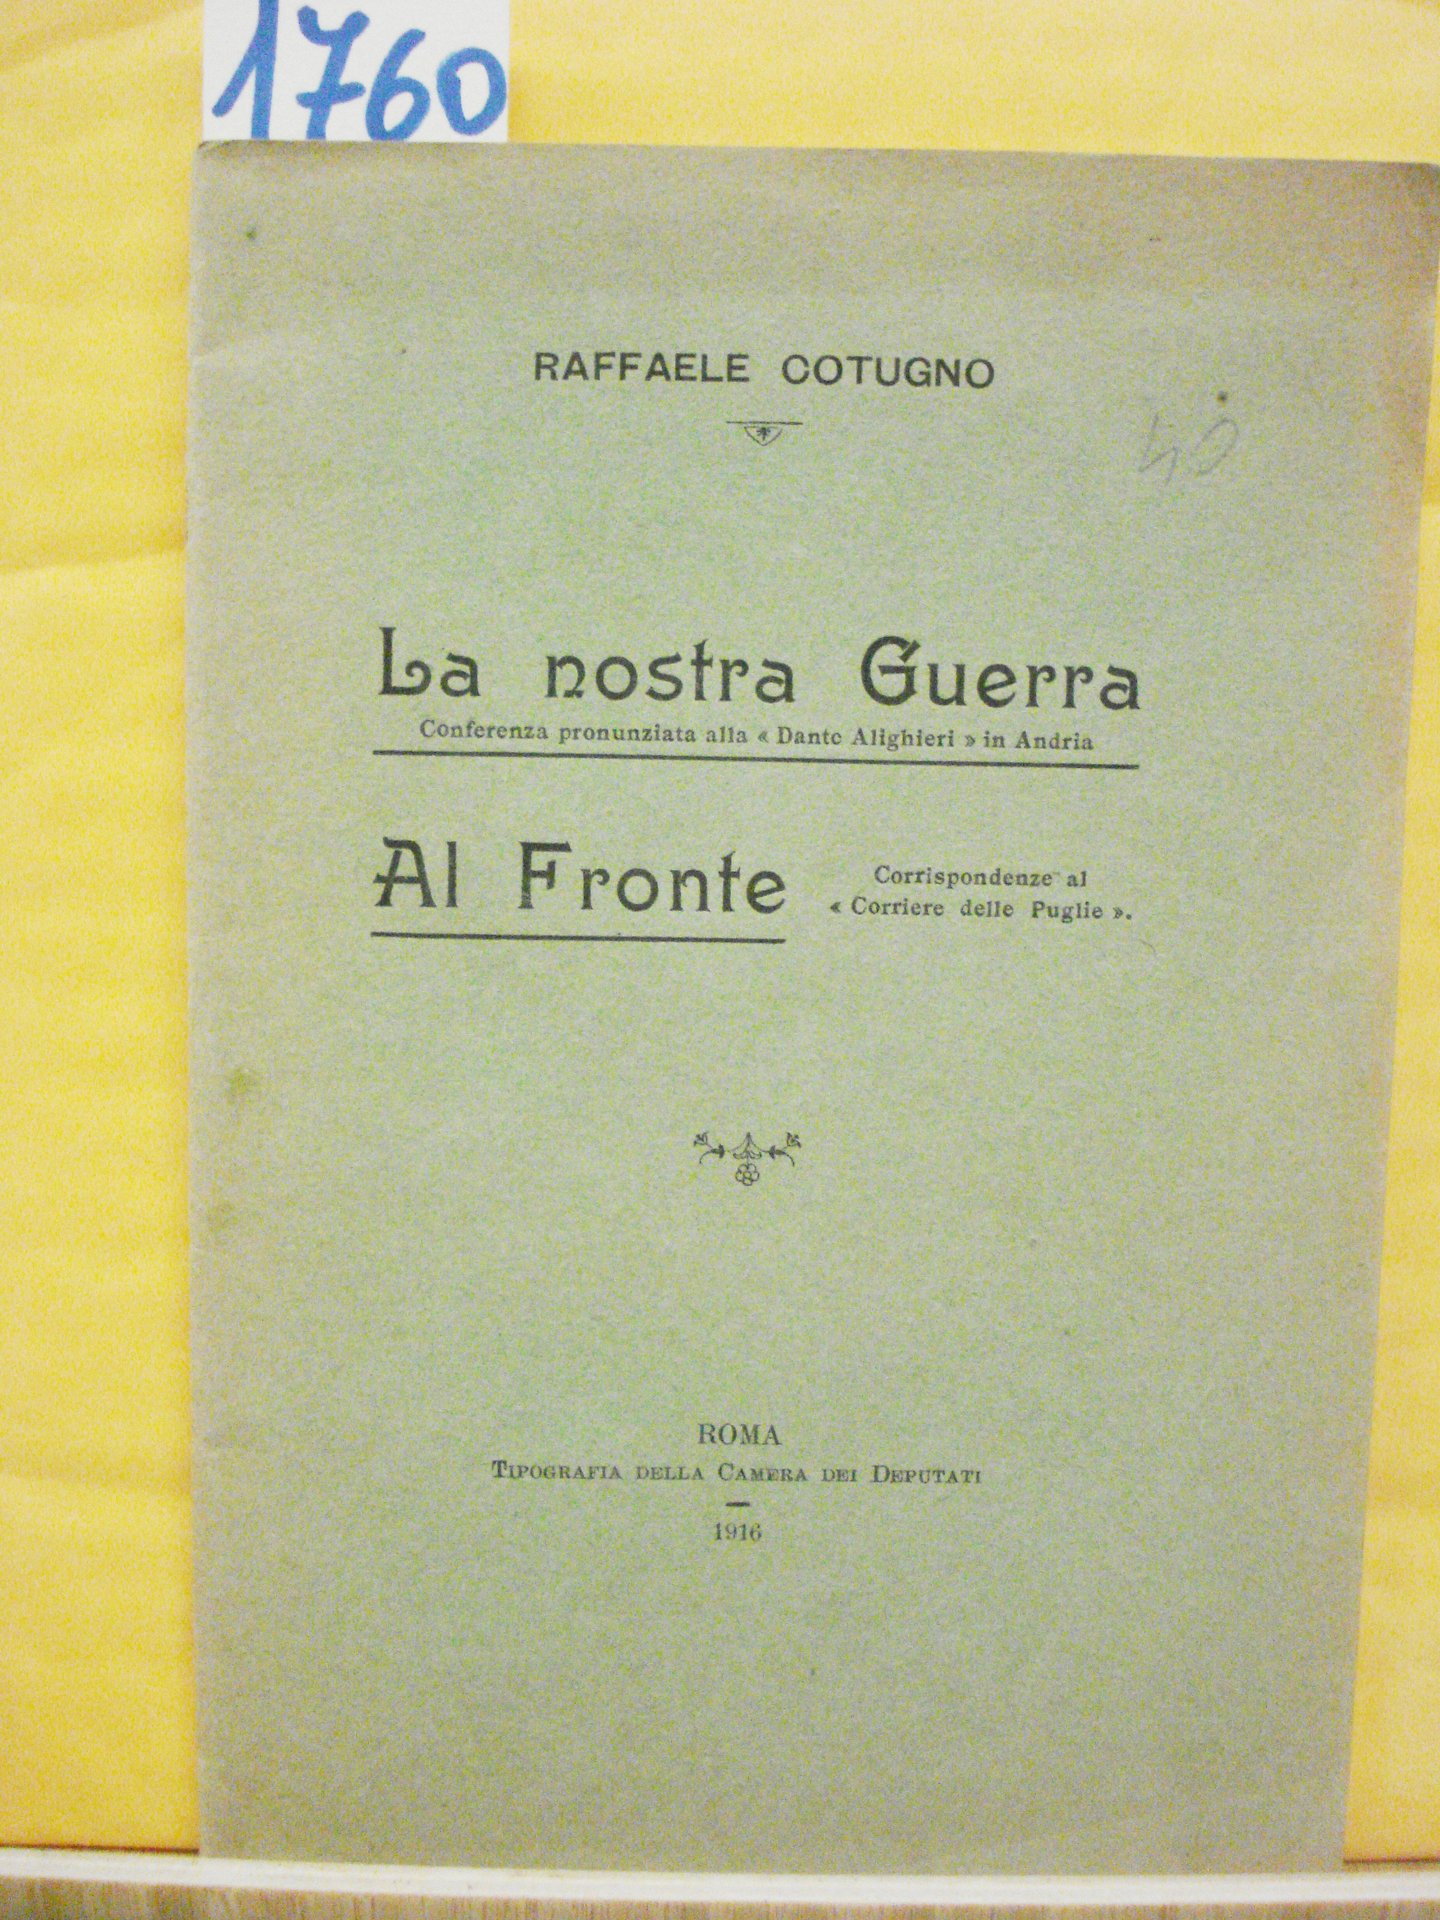 1760
RAFFAELE COTUGNO
40
La nostra Guerra
Conferenza pronunziata alla « Dante Alighieri » in Andria
Al Fronte
Corrispondenze al
« Corriere delle Puglie ».
ROMA
TIPOGRAFIA DELLA CAMERA DEI DEPUTATI
1916